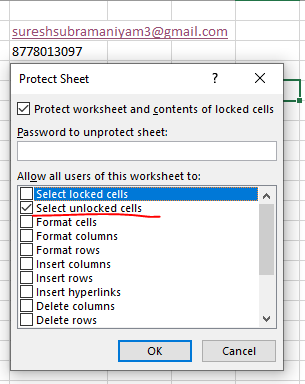 sureshsubramaniyam3@gmail.com
8778013097
Protect Sheet
?
×
Protect worksheet and contents of locked cells
Password to unprotect sheet:
Allow all users of this worksheet to:
Select locked cells
Select unlocked cells
Format cells
Format columns
Format rows
Insert columns
Insert rows
Insert hyperlinks
Delete columns
Delete rows
OK
Cancel